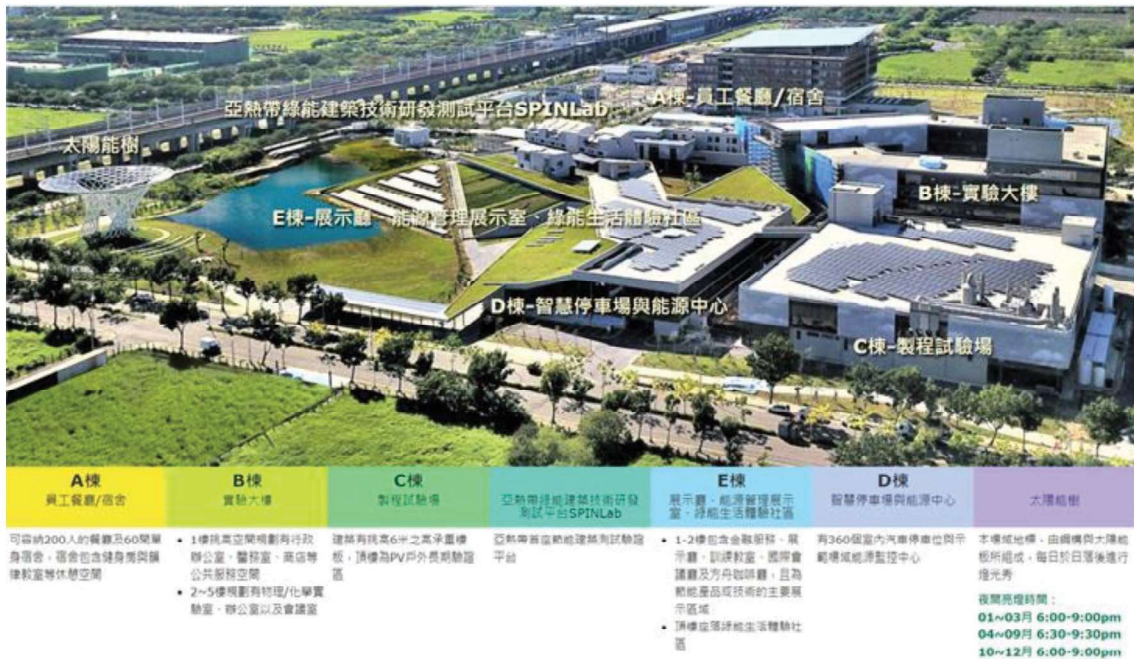 亞熱帶綠能建築技術研發測試平台SPINLab
A棟-員工餐廳/宿舍
太陽能樹
B棟-實驗大樓
E棟-展示廳、能源管理展示室、綠能生活體驗社區
D棟-智慧停車場與能源中心
C棟-製程試驗場
A棟
員工餐廳/宿舍
可容納200人的餐廳及60間單
身宿舍，宿舍包含健身房與韻
律教室等休憩空間
B棟
實驗大樓
• 1樓挑高空間規劃有行政
辦公室、醫務室、商店等
公共服務空間
• 2~5樓規劃有物理/化學實
驗室、辦公室以及會議室
C棟
製程試驗場
建築有挑高6米之高承重樓
板，頂樓為PV戶外長期驗證
區
亞熱帶綠能建築技術研發
測試平台SPINLab
亞熱帶首座節能建築測試驗證
平台
E棟
展示廳、能源管理展示
室、綠能生活體驗社區
• 1-2樓包含金融服務、展
示廳、訓練教室、國際會
議廳及方舟咖啡廳，且為
節能產品或技術的主要展
示區域
• 頂樓座落綠能生活體驗社
區
D棟
智慧停車場與能源中心
有360個室內汽車停車位與示
範場域能源監控中心
太陽能樹
本場域地標，由鋼構與太陽能
板所組成，每日於日落後進行
燈光秀
夜間亮燈時間：
01~03月 6:00-9:00pm
04~09月 6:30-9:30pm
10~12月 6:00-9:00pm